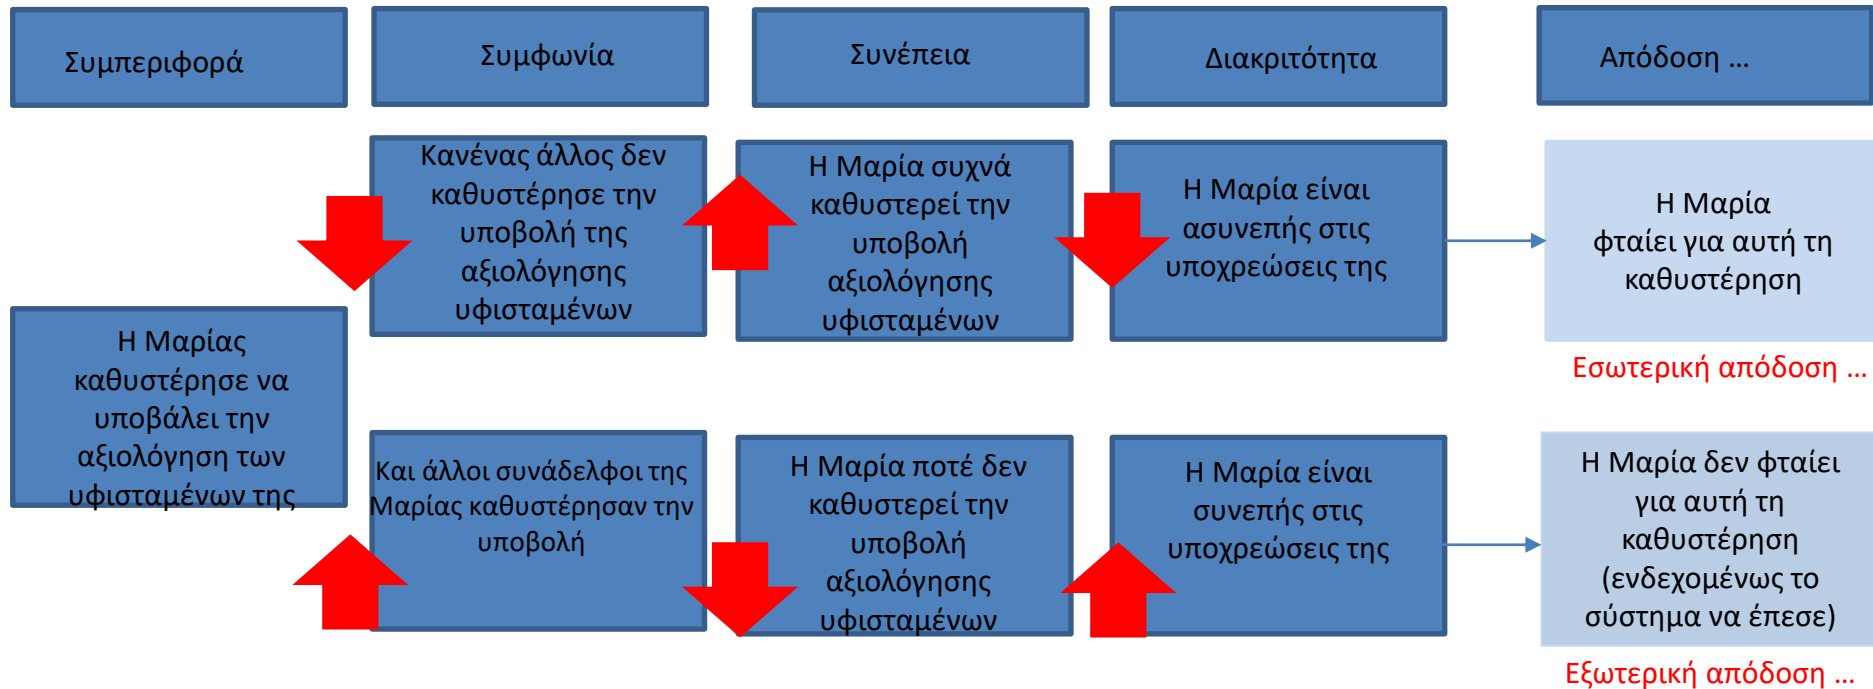 Συμπεριφορά
Συμφωνία
Συνέπεια
Διακριτότητα
Απόδοση ...
Η Μαρίας
καθυστέρησε να
υποβάλει την
αξιολόγηση των
υφισταμένων της
Κανένας άλλος δεν
καθυστέρησε την
υποβολή της
αξιολόγησης
υφισταμένων
Η Μαρία συχνά
καθυστερεί την
υποβολή
αξιολόγησης
υφισταμένων
Η Μαρία είναι
ασυνεπής στις
υποχρεώσεις της
Η Μαρία
φταίει για αυτή τη
καθυστέρηση
Εσωτερική απόδοση ...
Και άλλοι συνάδελφοι της
Μαρίας καθυστέρησαν την
υποβολή
Η Μαρία ποτέ δεν
καθυστερεί την
υποβολή
αξιολόγησης
υφισταμένων
Η Μαρία είναι
συνεπής στις
υποχρεώσεις της
Η Μαρία δεν φταίει
για αυτή τη
καθυστέρηση
(ενδεχομένως το
σύστημα να έπεσε)
Εξωτερική απόδοση ...